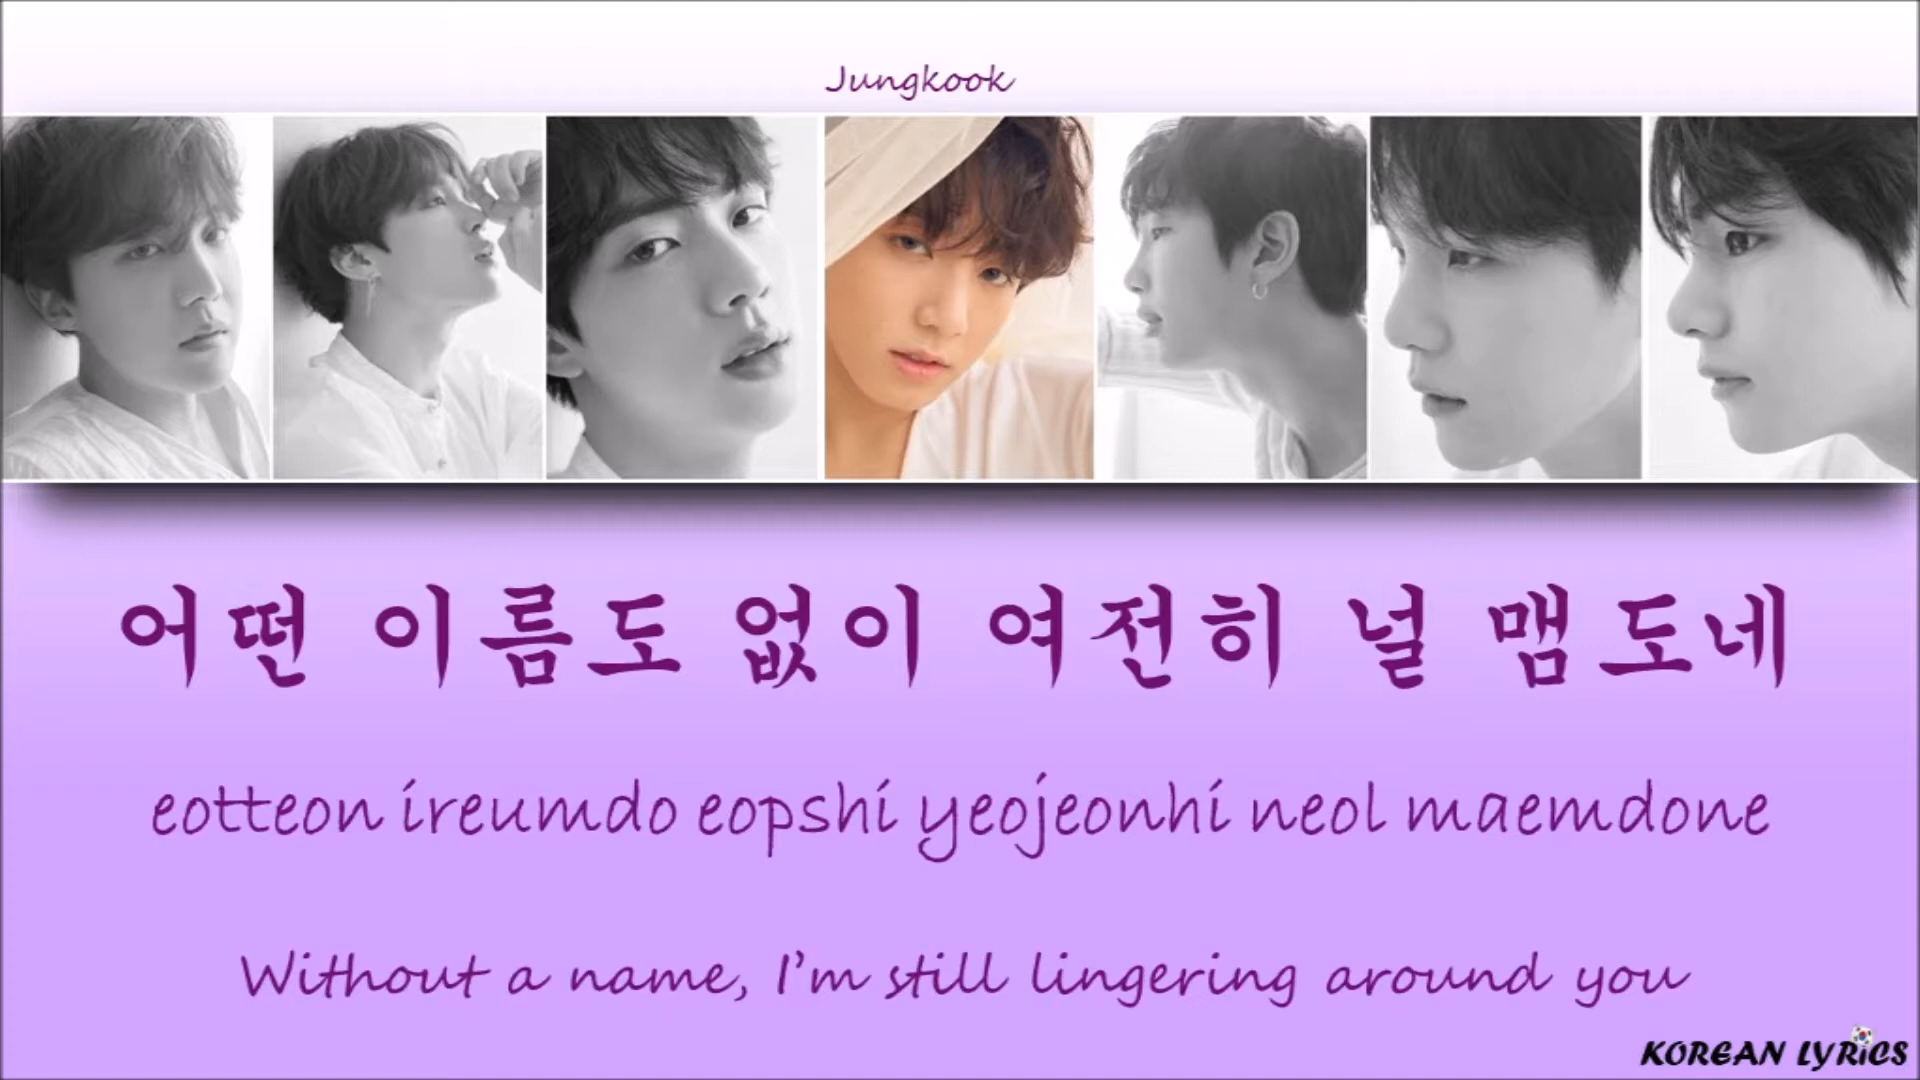 Jungkook
어떤 이름도 없이 여전히 널 맴도네
eotteon ireumdo eopshi yeojeonhi neol maemdone
Without a name, I'm still lingering around you
KOREAN LYRICS